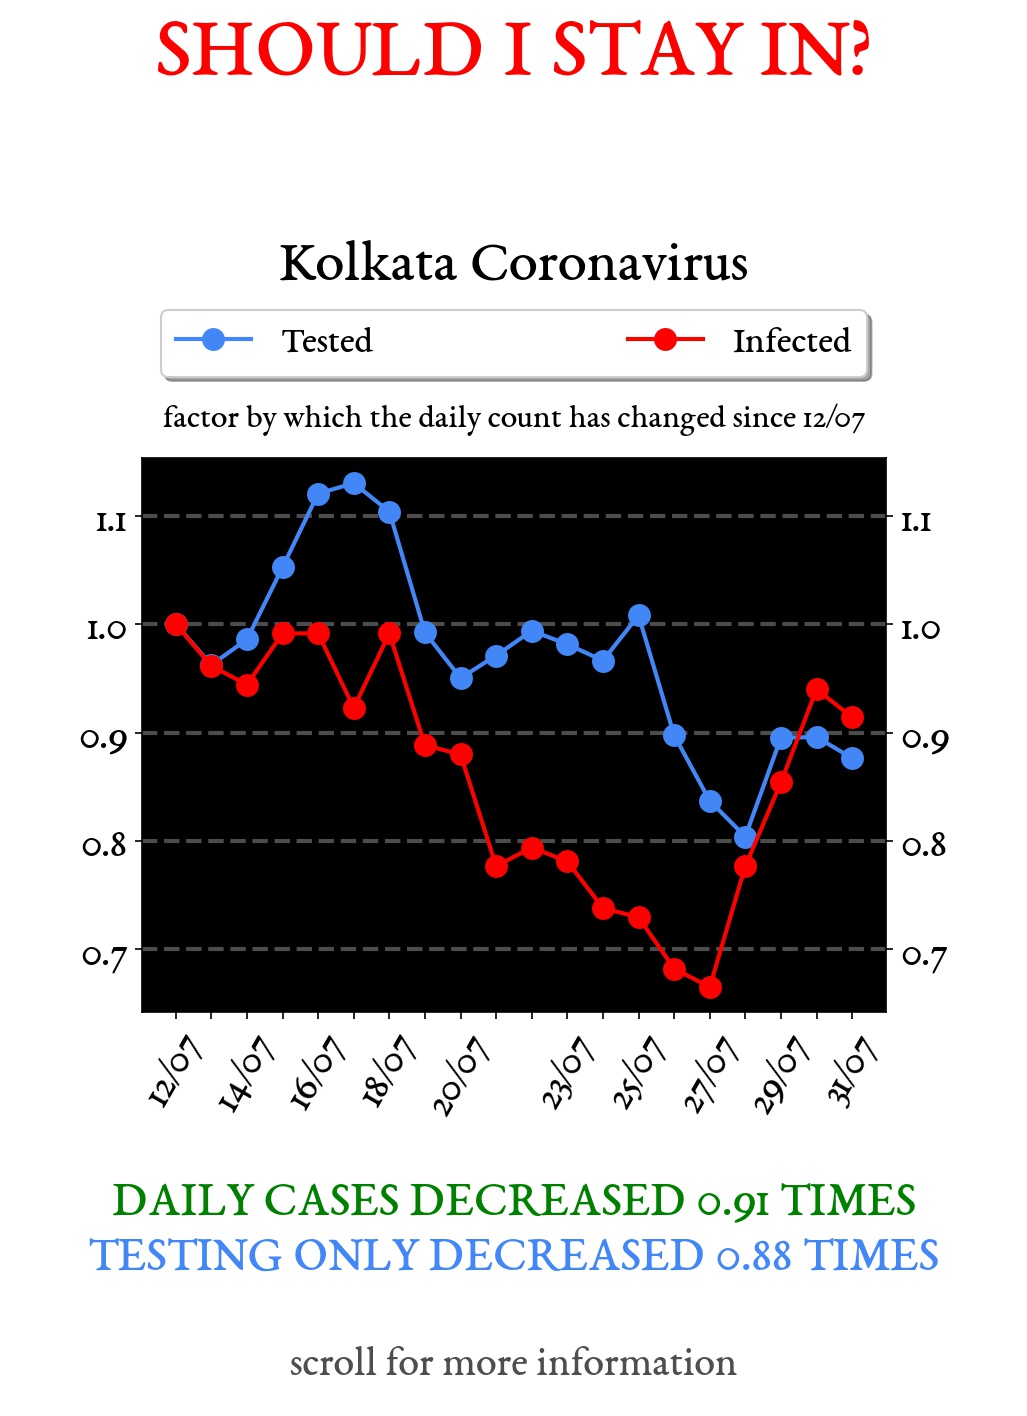 SHOULD I STAY IN?
Kolkata Coronavirus
Tested Infected
factor by which the daily count has changed since 12/07
1.1 1.1
1.0 1.0
0.9 0.9
0.8 0.8
0.7 0.7
12/07 14/07 16/07 18/07 20/07 23/07 25/07 27/07 29/07 31/07
DAILY CASES DECREASED 0.91 TIMES
TESTING ONLY DECREASED 0.88 TIMES
scroll for more information